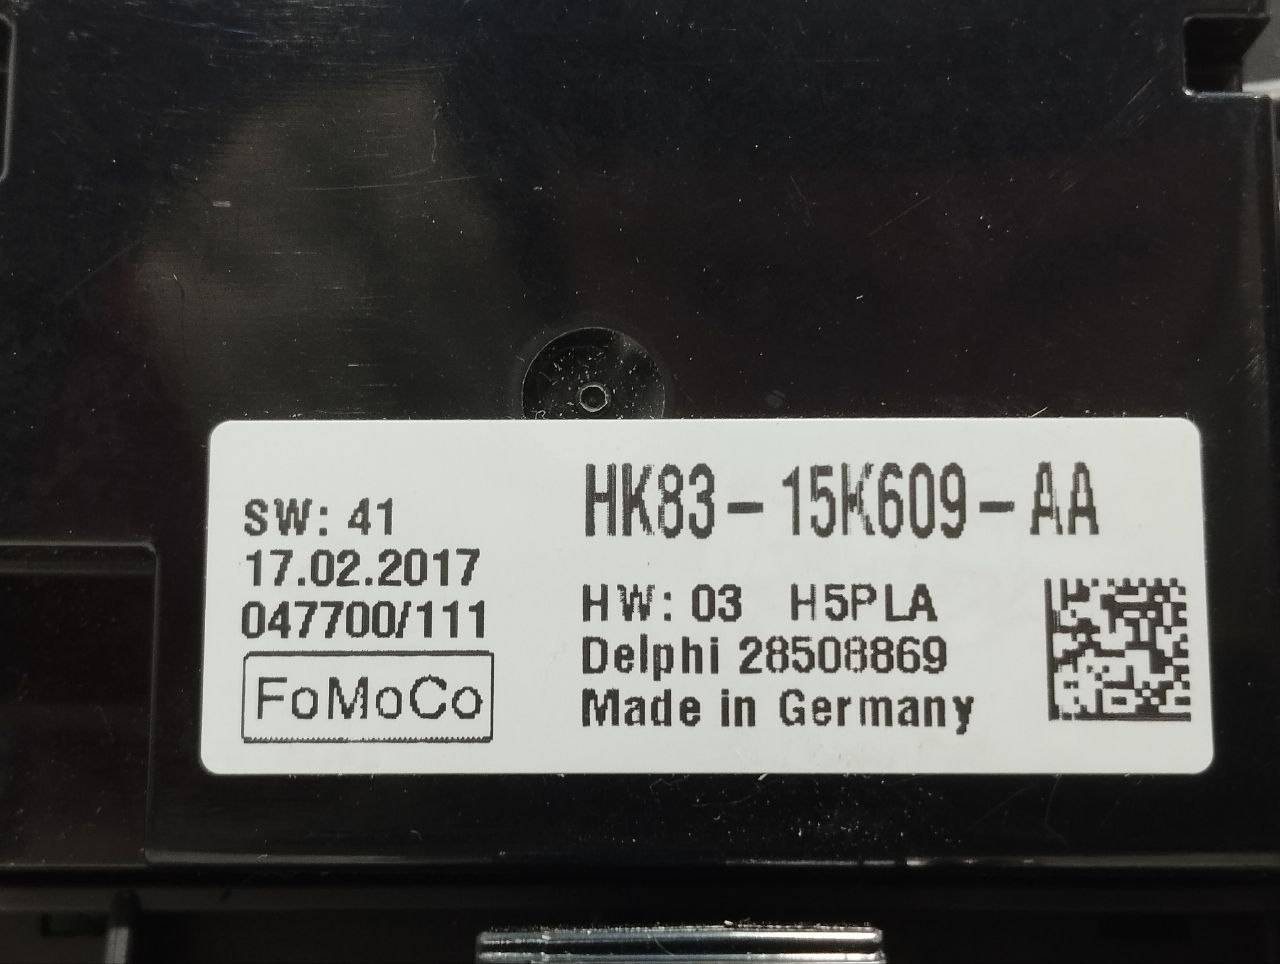 SW: 41
17.02.2017
047700/111
FoMoCo
HK83-15K609-AA
HW: 03 H5PLA
Delphi 28508869
Made in Germany